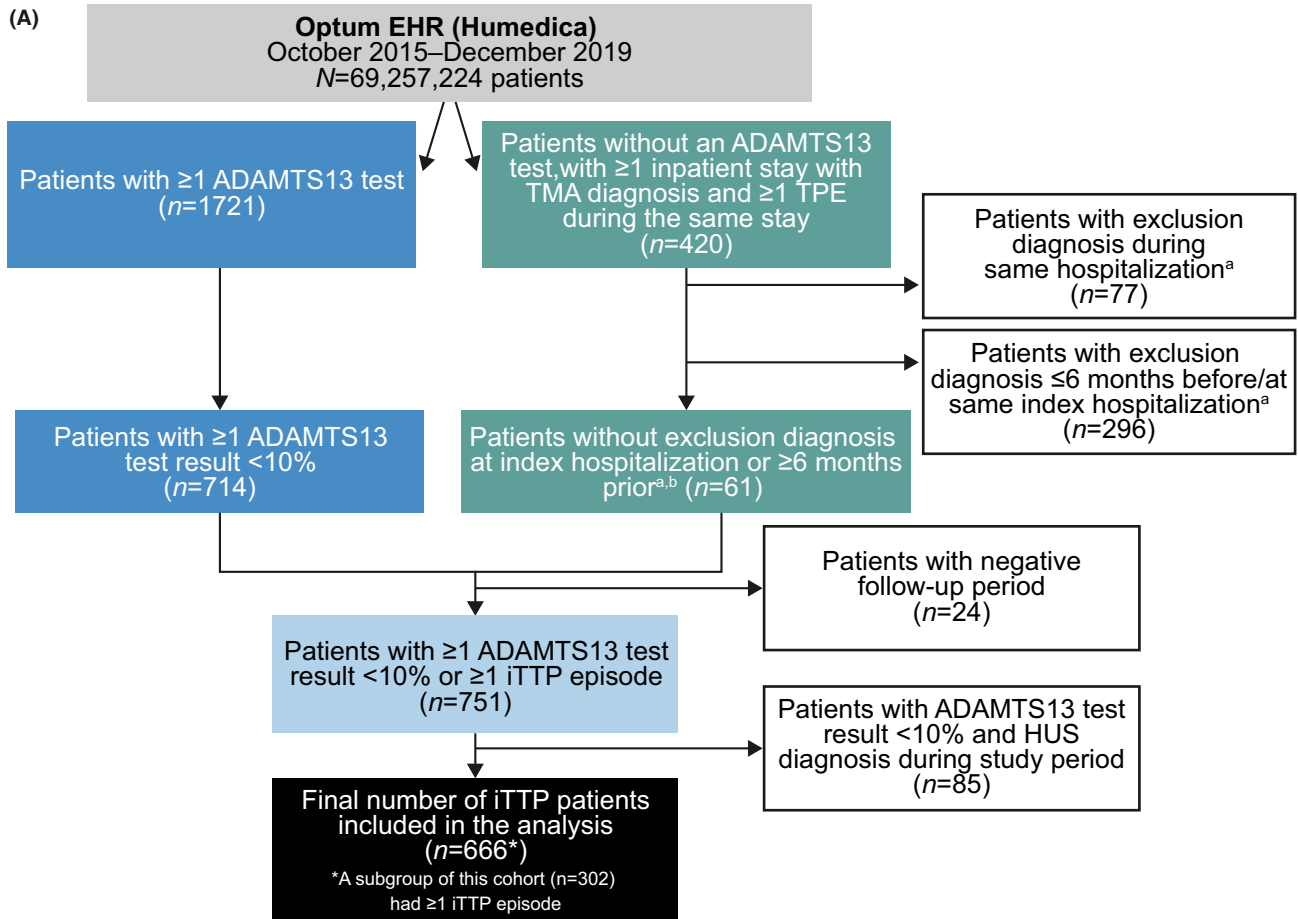 (A)
Optum EHR (Humedica)
October 2015–December 2019
N=69,257,224 patients
Patients with ≥1 ADAMTS13 test
(n=1721)
Patients without an ADAMTS13
test,with ≥1 inpatient stay with
TMA diagnosis and ≥1 TPE
during the same stay
(n=420)
Patients with exclusion
diagnosis during
same hospitalizationᵃ
(n=77)
Patients with exclusion
diagnosis ≤6 months before/at
same index hospitalizationᵃ
(n=296)
Patients with ≥1 ADAMTS13
test result <10%
(n=714)
Patients without exclusion diagnosis
at index hospitalization or ≥6 months
priorᵃ,ᵇ (n=61)
Patients with negative
follow-up period
(n=24)
Patients with ≥1 ADAMTS13 test
result <10% or ≥1 iTTP episode
(n=751)
Patients with ADAMTS13 test
result <10% and HUS
diagnosis during study period
(n=85)
Final number of iTTP patients
included in the analysis
(n=666*)
*A subgroup of this cohort (n=302)
had ≥1 iTTP episode